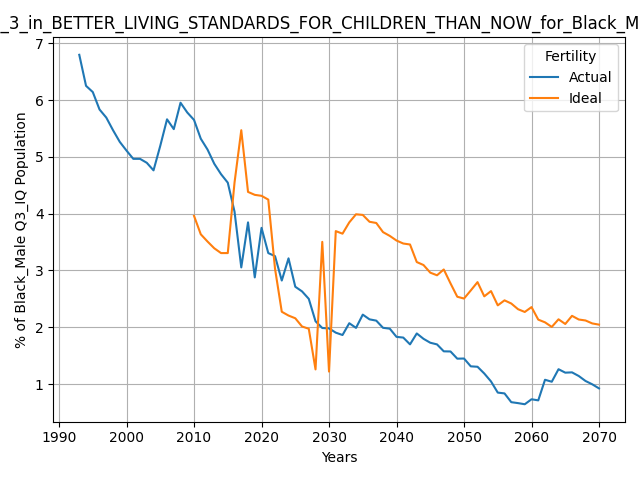 _3_in_BETTER_LIVING_STANDARDS_FOR_CHILDREN_THAN_NOW_for_Black_M
7
6
5
4
3
2
1
% of Black_Male Q3_IQ Population
Fertility
Actual
Ideal
1990 2000 2010 2020 2030 2040 2050 2060 2070
Years